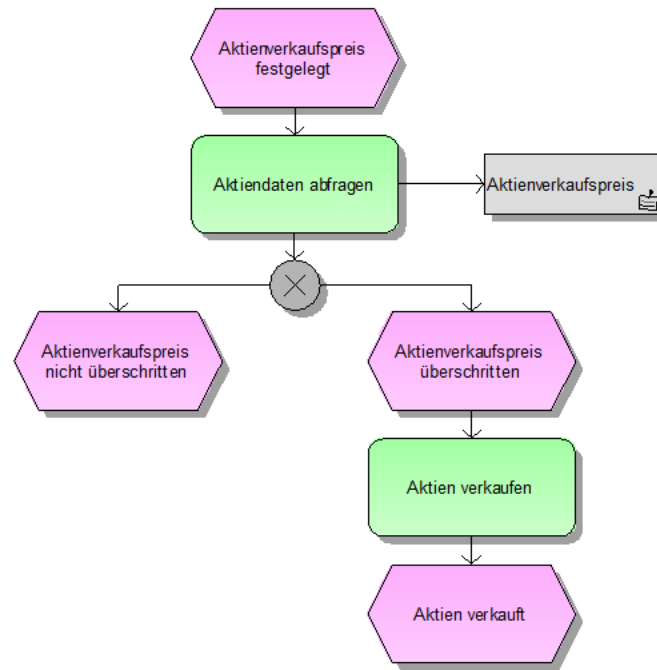 Aktienverkaufspreis
festgelegt
Aktiendaten abfragen
Aktienverkaufspreis
Aktienverkaufspreis
nicht überschritten
Aktienverkaufspreis
überschritten
Aktien verkaufen
Aktien verkauft